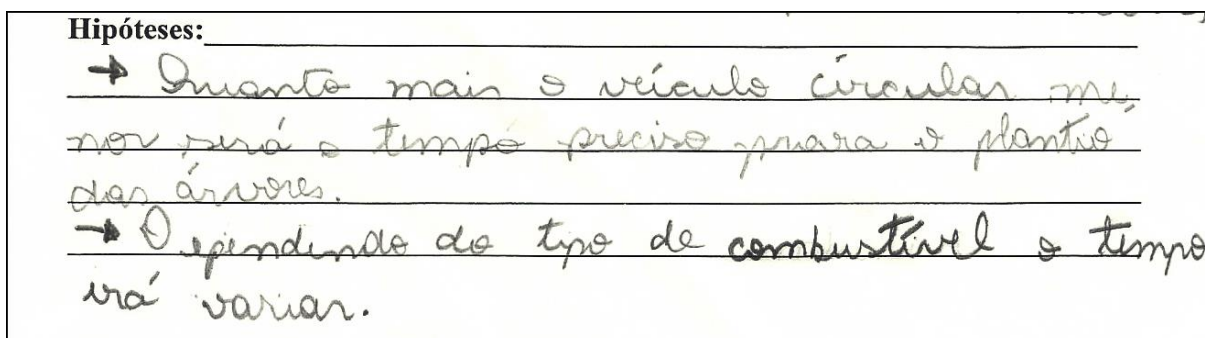 Hipóteses:
→ Quanto mais o veículo circular me
nor será o tempo preciso para o plantio
das árvores.
→ Dependendo do tipo de combustível o tempo
irá variar.